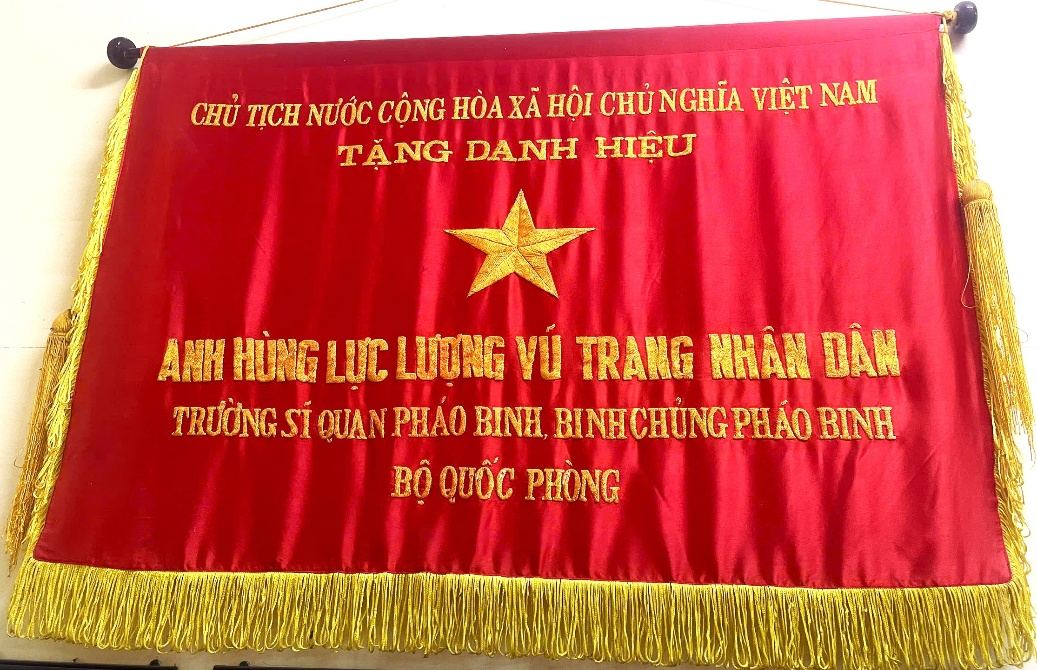 CHỦ TỊCH NƯỚC CỘNG HÒA XÃ HỘI CHỦ NGHĨA VIỆT NAM
TẶNG DANH HIỆU
ANH HÙNG LỰC LƯỢNG VŨ TRANG NHÂN DÂN
TRƯỜNG SĨ QUAN PHÁO BINH, BINH CHỦNG PHÁO BINH
BỘ QUỐC PHÒNG